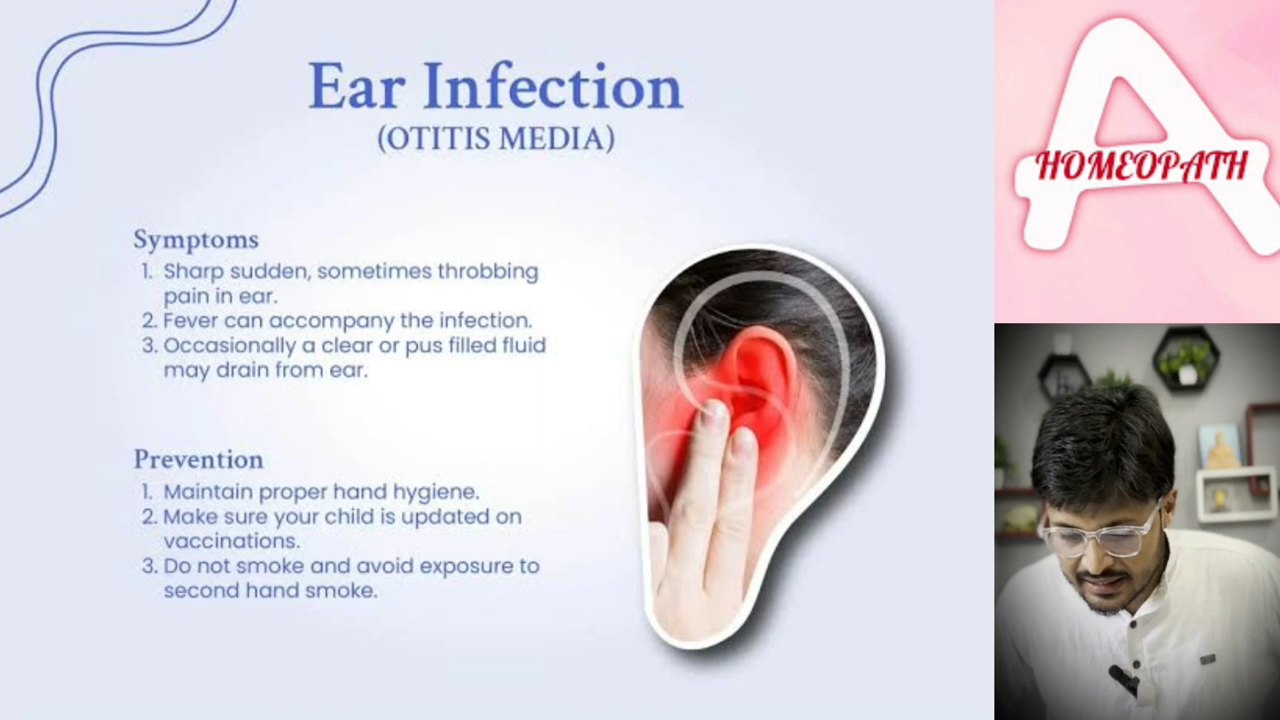 Ear Infection
(OTITIS MEDIA)
Symptoms
1. Sharp sudden, sometimes throbbing
pain in ear.
2. Fever can accompany the infection.
3. Occasionally a clear or pus filled fluid
may drain from ear.
Prevention
1. Maintain proper hand hygiene.
2. Make sure your child is updated on
vaccinations.
3. Do not smoke and avoid exposure to
second hand smoke.
A
HOMEOPATH